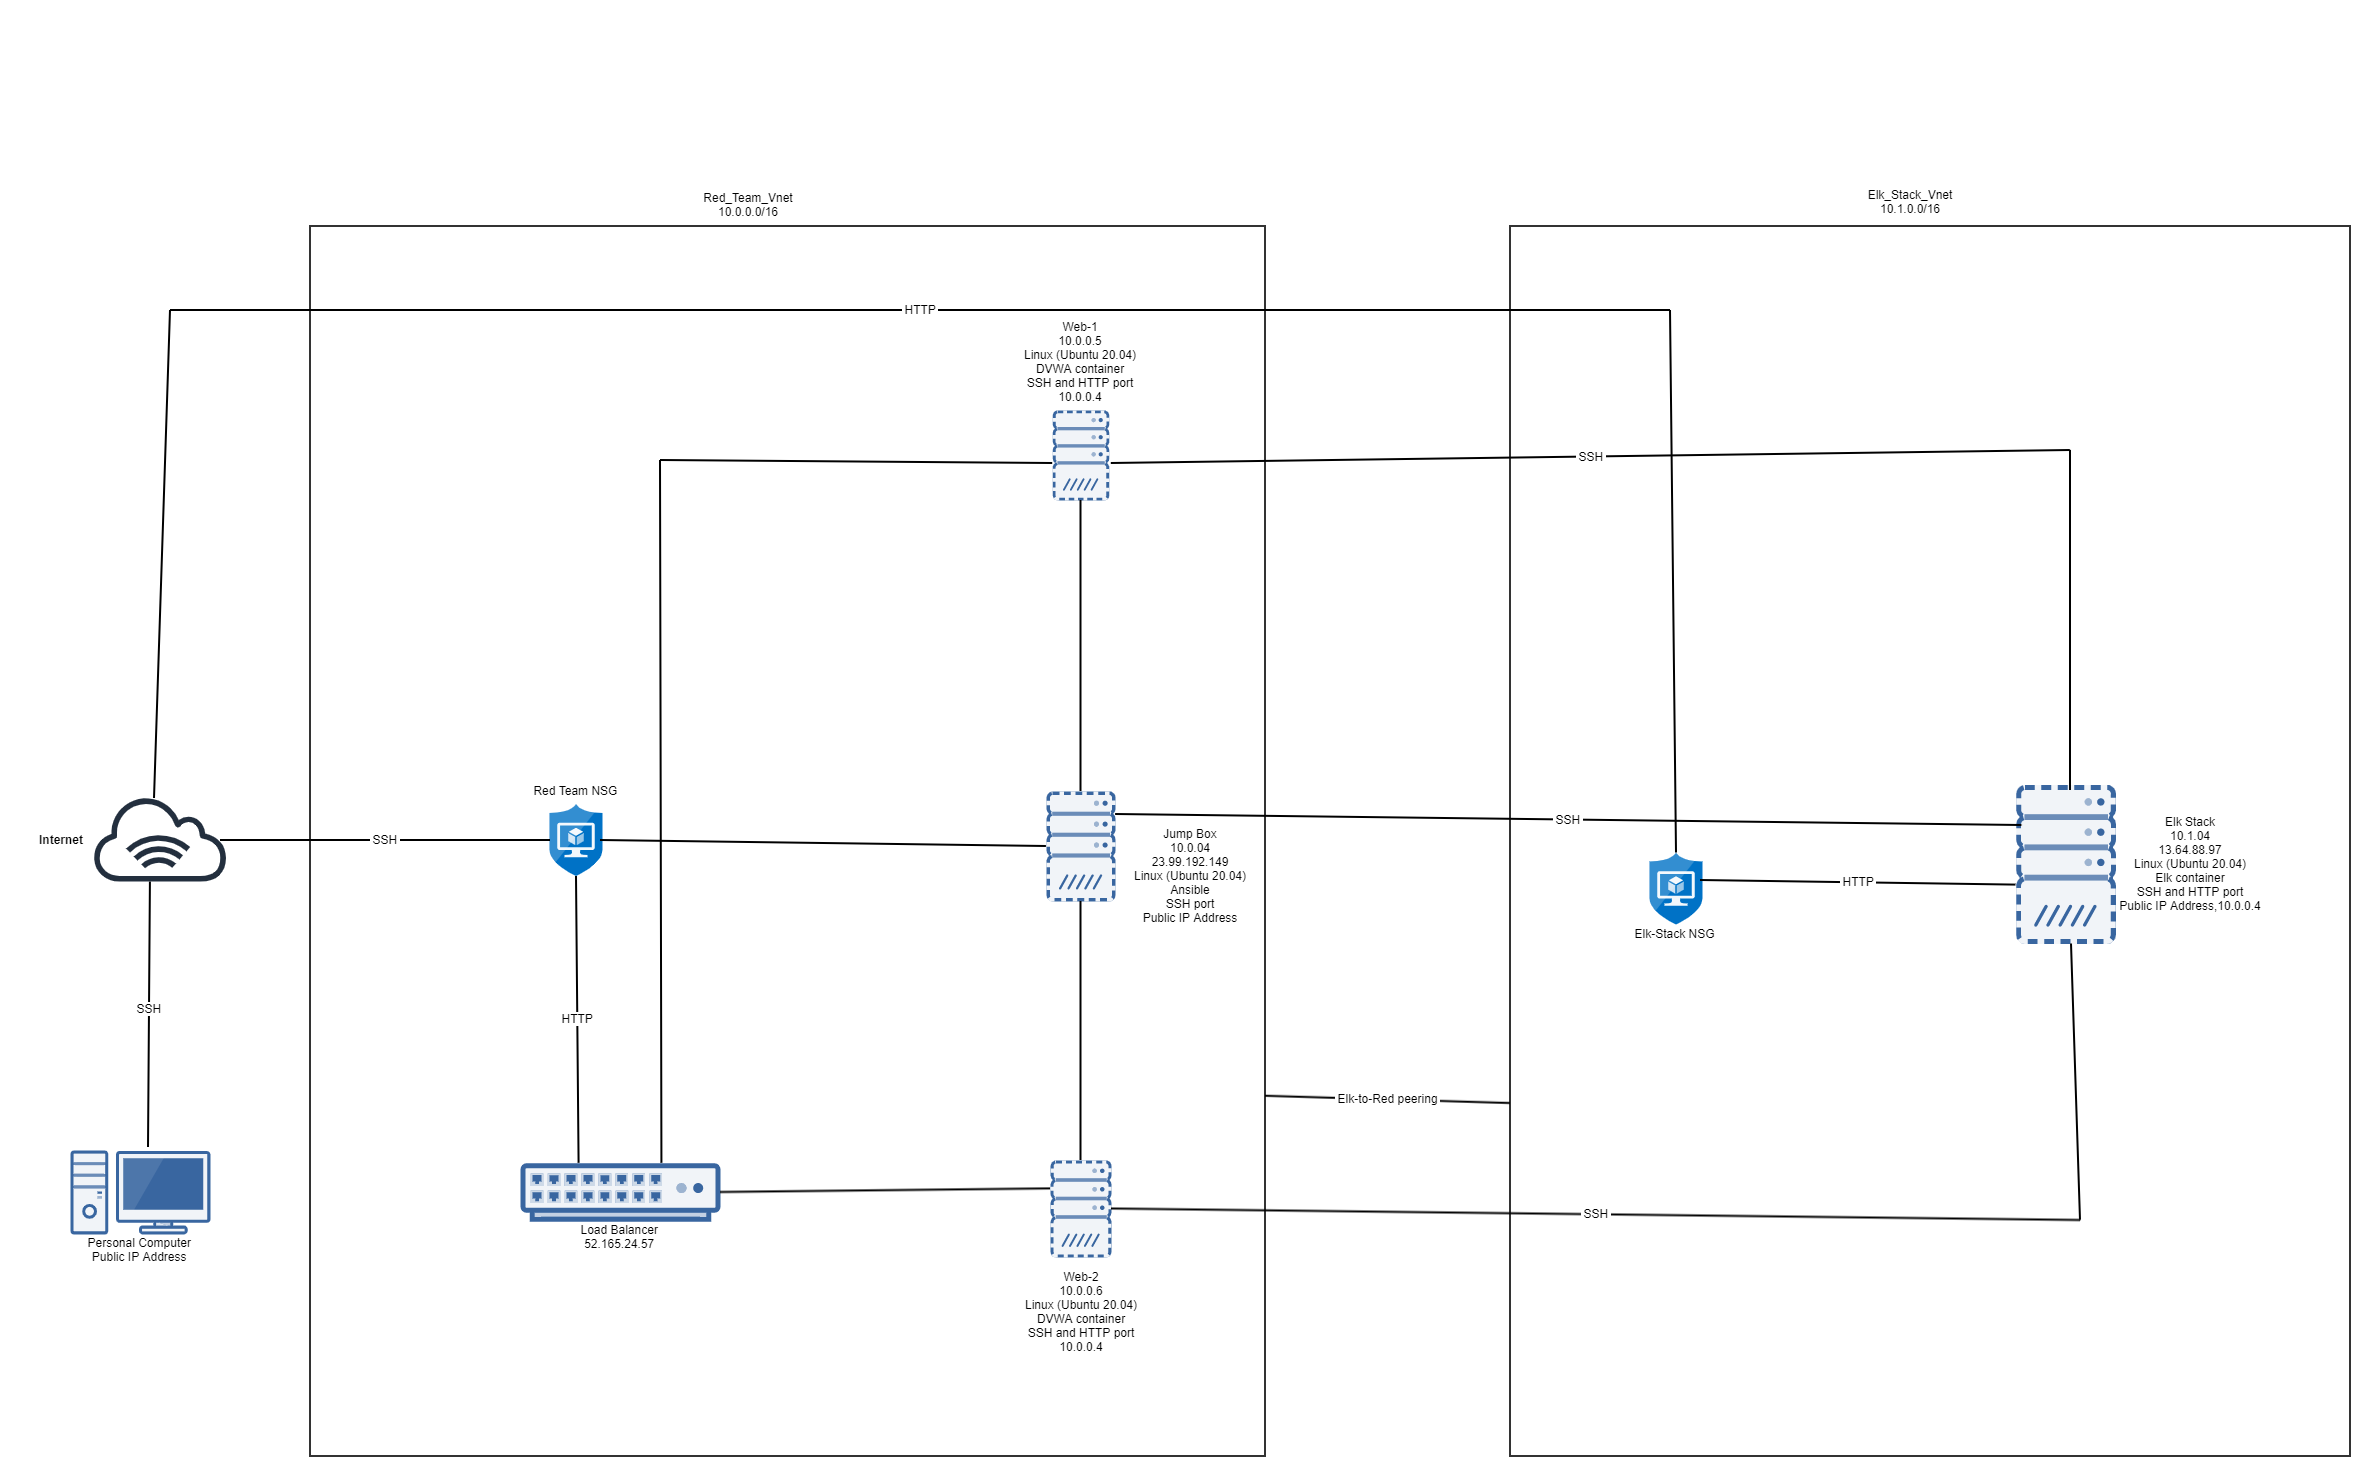 Red_Team_Vnet
10.0.0.0/16
Elk_Stack_Vnet
10.1.0.0/16
HTTP
Web-1
10.0.0.5
Linux (Ubuntu 20.04)
DVWA container
SSH and HTTP port
10.0.0.4
SSH
Red Team NSG
Internet
SSH
SSH
Jump Box
10.0.04
23.99.192.149
Linux (Ubuntu 20.04)
Ansible
SSH port
Public IP Address
Elk Stack
10.1.04
13.64.88.97
Linux (Ubuntu 20.04)
Elk container
SSH and HTTP port
Public IP Address,10.0.0.4
HTTP
Elk-Stack NSG
SSH
HTTP
Elk-to-Red peering
SSH
Load Balancer
52.165.24.57
Personal Computer
Public IP Address
Web-2
10.0.0.6
Linux (Ubuntu 20.04)
DVWA container
SSH and HTTP port
10.0.0.4